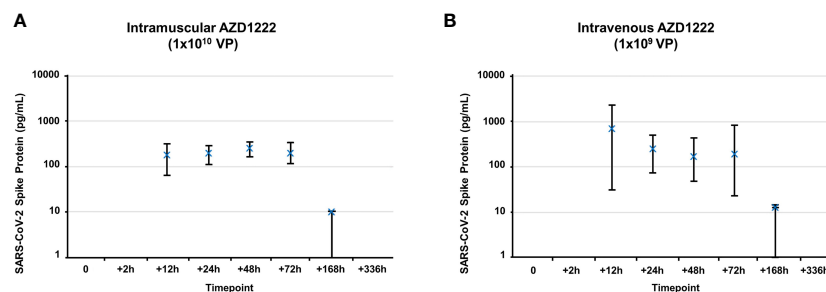 A
Intramuscular AZD1222
(1x10¹⁰ VP)
SARS-CoV-2 Spike Protein (pg/mL)
10000
1000
100
10
1
0 +2h +12h +24h +48h +72h +168h +336h
Timepoint
B
Intravenous AZD1222
(1x10⁹ VP)
SARS-CoV-2 Spike Protein (pg/mL)
10000
1000
100
10
1
0 +2h +12h +24h +48h +72h +168h +336h
Timepoint